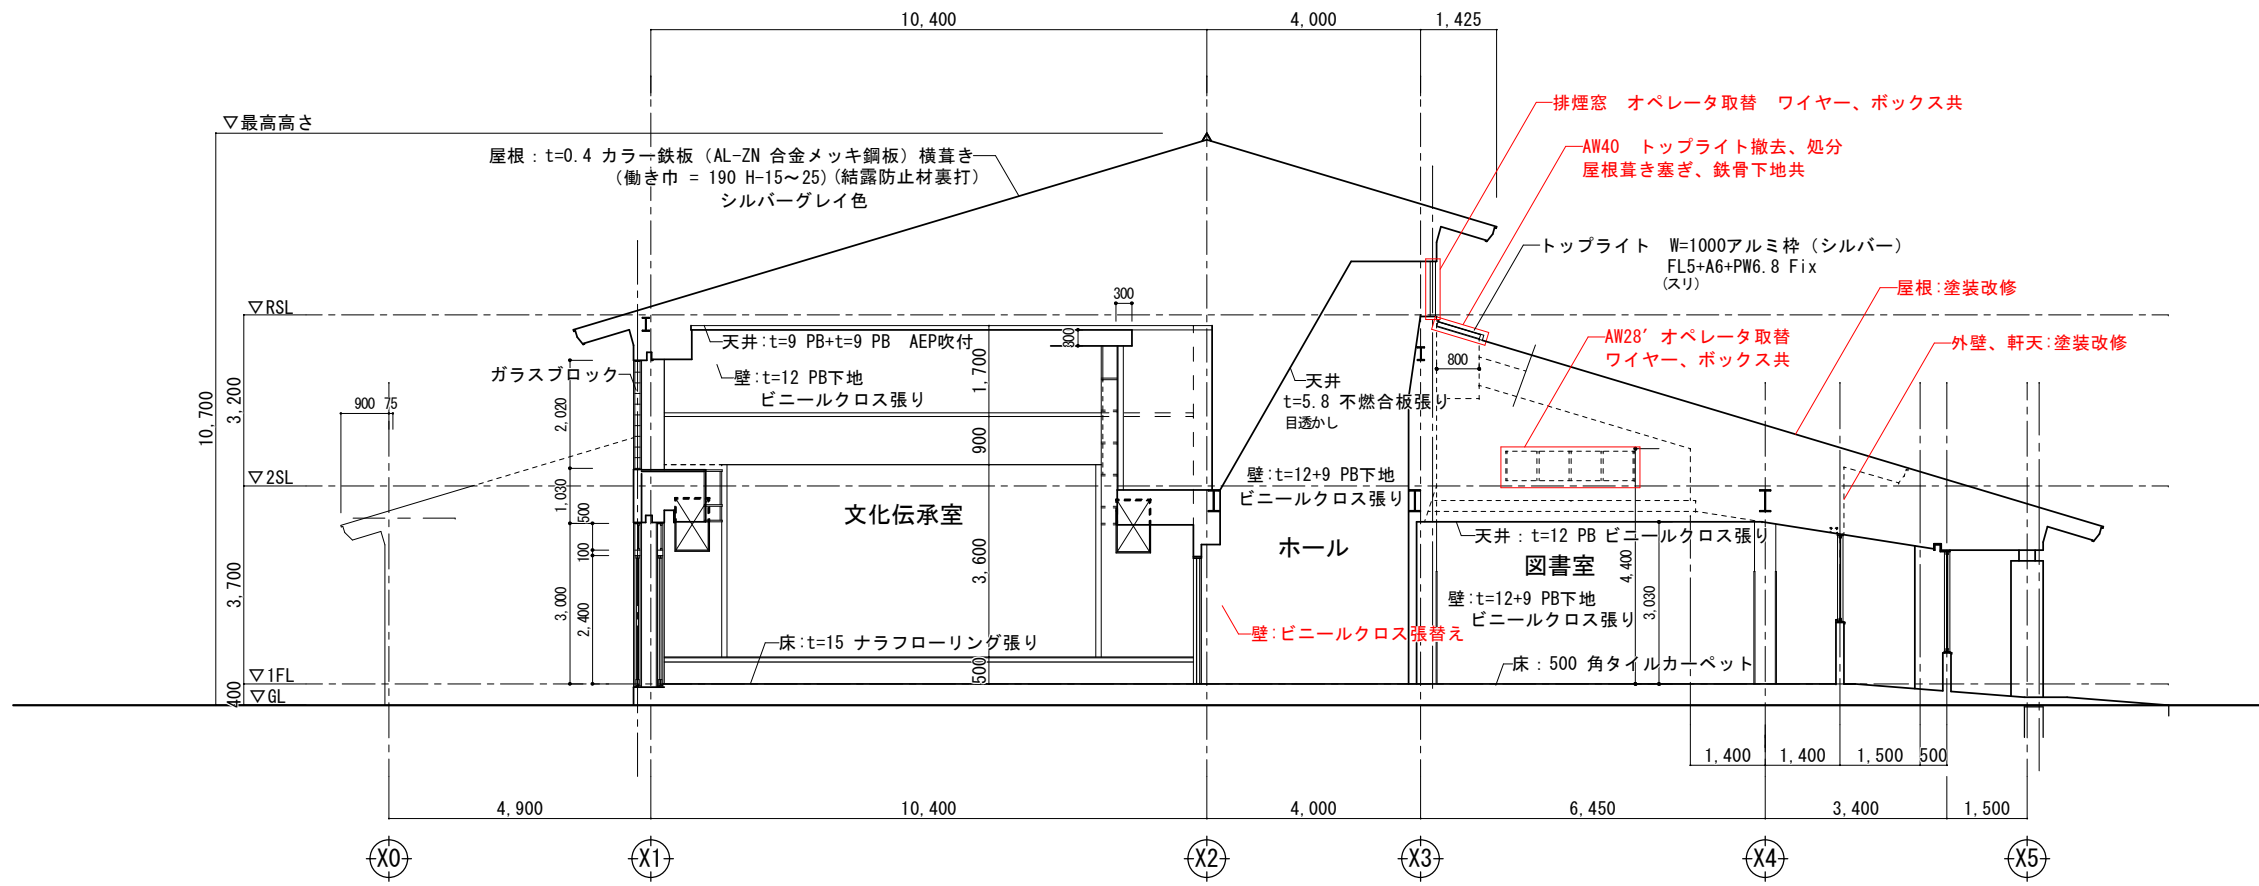 10,400
4,000
1,425
▽最高高さ
排煙窓　オペレータ取替　ワイヤー、ボックス共
屋根：t=0.4 カラー鉄板（AL-ZN 合金メッキ鋼板）横葺き
（働き巾 = 190 H-15～25)(結露防止材裏打）
シルバーグレイ色
AW40　トップライト撤去、処分
屋根葺き塞ぎ、鉄骨下地共
トップライト　W=1000アルミ枠（シルバー）
FL5+A6+PW6.8 Fix
(スリ)
屋根:塗装改修
▽RSL
300
300
天井:t=9 PB+t=9 PB　AEP吹付
AW28′ オペレータ取替
ワイヤー、ボックス共
外壁、軒天:塗装改修
ガラスブロック
壁:t=12 PB下地
ビニールクロス張り
1,700
800
天井
t=5.8 不燃合板張り
目透かし
900
75
10,700
3,200
2,020
900
▽2SL
壁:t=12+9 PB下地
ビニールクロス張り
1,030
500
文化伝承室
ホール
天井：t=12 PB ビニールクロス張り
図書室
3,700
100
3,000
2,400
3,600
4,400
3,030
壁:t=12+9 PB下地
ビニールクロス張り
壁:ビニールクロス張替え
床:t=15 ナラフローリング張り
500
床：500 角タイルカーペット
▽1FL
400
▽GL
1,400
1,400
1,500
500
4,900
10,400
4,000
6,450
3,400
1,500
X0
X1
X2
X3
X4
X5